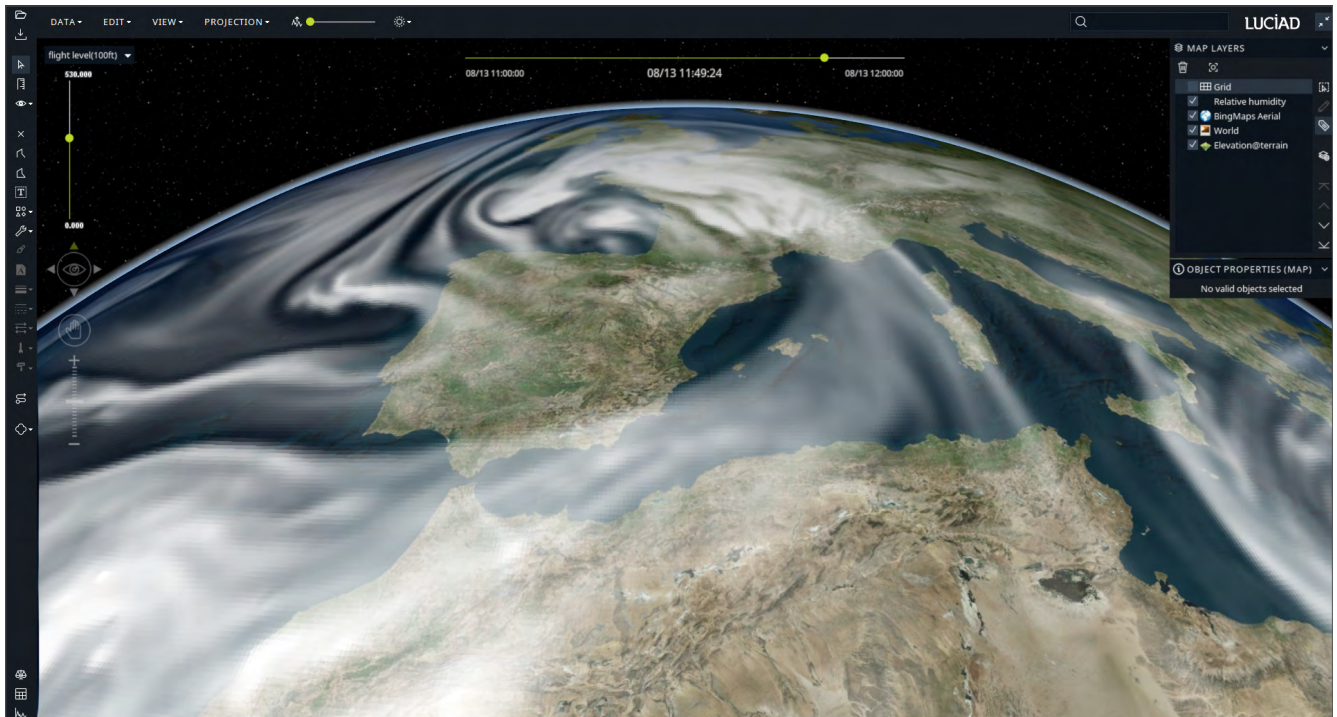 DATA EDIT VIEW PROJECTION LUCIAD
flight level(100ft)
530.000
0.000
08/13 11:00:00 08/13 11:49:24 08/13 12:00:00
MAP LAYERS
Grid
Relative humidity
BingMaps Aerial
World
Elevation@terrain
OBJECT PROPERTIES (MAP)
No valid objects selected
T